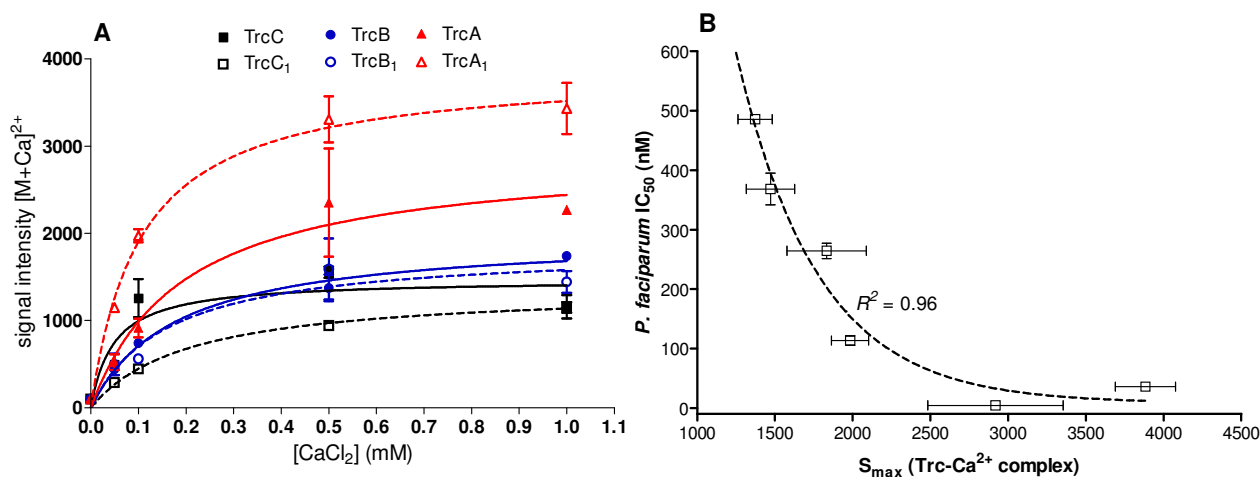 A
TrcC TrcB TrcA
TrcC₁ TrcB₁ TrcA₁
signal intensity [M+Ca]²⁺
4000
3000
2000
1000
0
0.0 0.1 0.2 0.3 0.4 0.5 0.6 0.7 0.8 0.9 1.0 1.1
[CaCl₂] (mM)
B
P. faciparum IC₅₀ (nM)
600
500
400
300
200
100
0
R² = 0.96
1000 1500 2000 2500 3000 3500 4000 4500
Sₘₐₓ (Trc-Ca²⁺ complex)